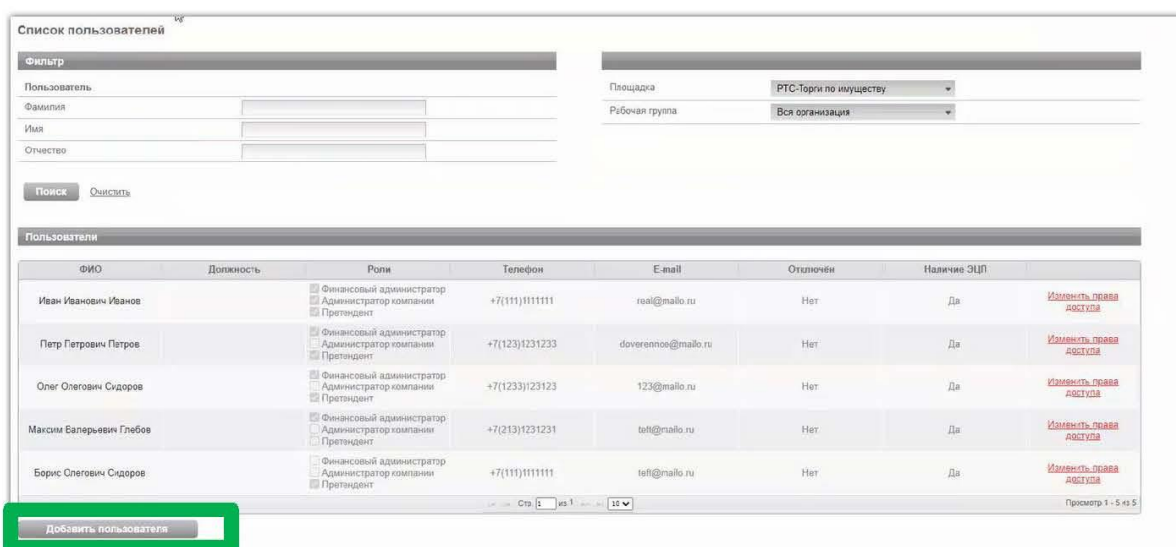 Список пользователей
Фильтр
Пользователь
Фамилия
Имя
Отчество
Площадка РТС-Торги по имуществу
Рабочая группа Вся организация
Поиск Очистить
Пользователи
ФИО Должность Роли Телефон E-mail Отключён Наличие ЭЦП
Иван Иванович Иванов Финансовый администратор Администратор компании Претендент +7(111)1111111 real@mailo.ru Нет Да Изменить права доступа
Петр Петрович Петров Финансовый администратор Администратор компании Претендент +7(123)1231233 doverennoe@mailo.ru Нет Да Изменить права доступа
Олег Олегович Сидоров Финансовый администратор Администратор компании Претендент +7(1233)123123 123@mailo.ru Нет Да Изменить права доступа
Максим Валерьевич Глебов Финансовый администратор Администратор компании Претендент +7(213)1231231 teft@mailo.ru Нет Да Изменить права доступа
Борис Олегович Сидоров Финансовый администратор Администратор компании Претендент +7(111)1111111 teft@mailo.ru Нет Да Изменить права доступа
Стр. 1 из 1 10 Просмотр 1 - 5 из 5
Добавить пользователя